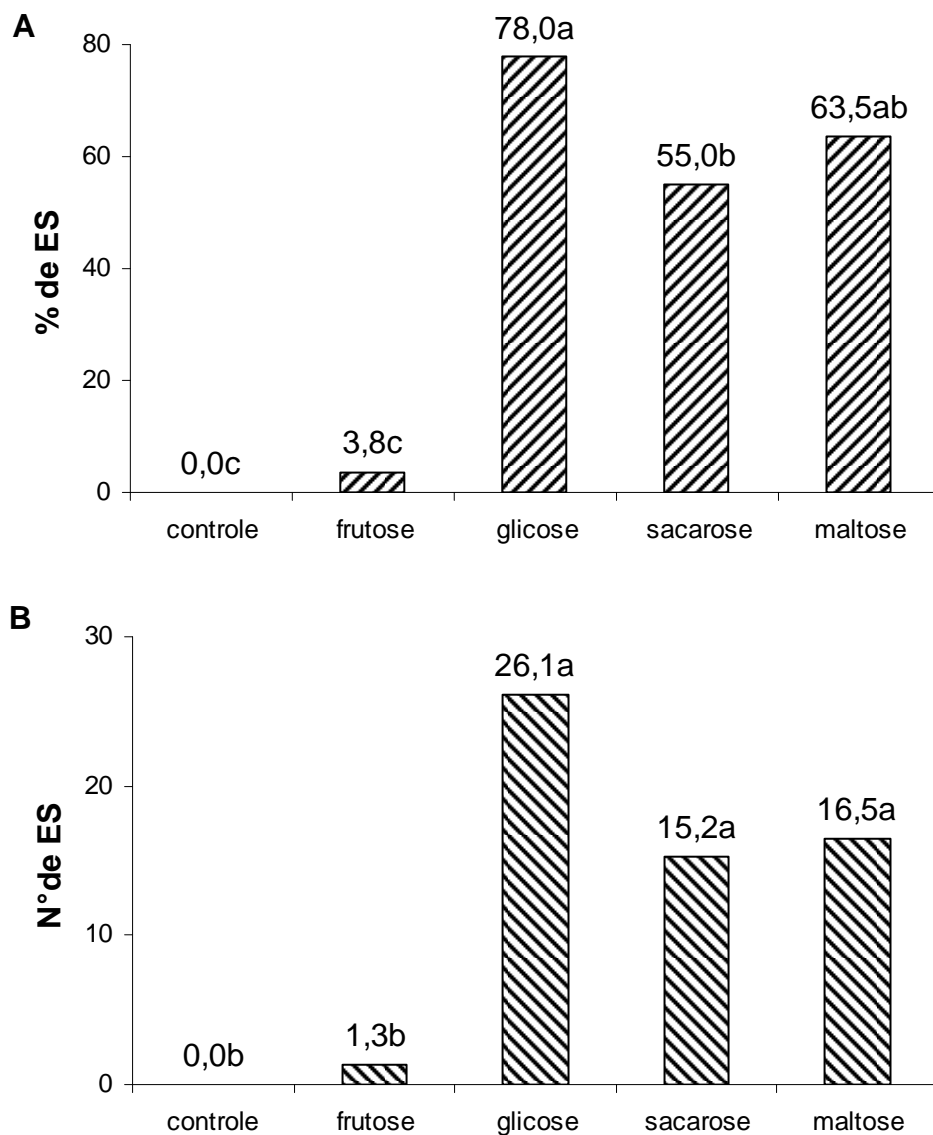 A
78,0a
80
63,5ab
55,0b
60
% de ES
40
20
3,8c
0,0c
0
controle frutose glicose sacarose maltose
B
30
26,1a
20
16,5a
15,2a
N°de ES
10
1,3b
0,0b
0
controle frutose glicose sacarose maltose